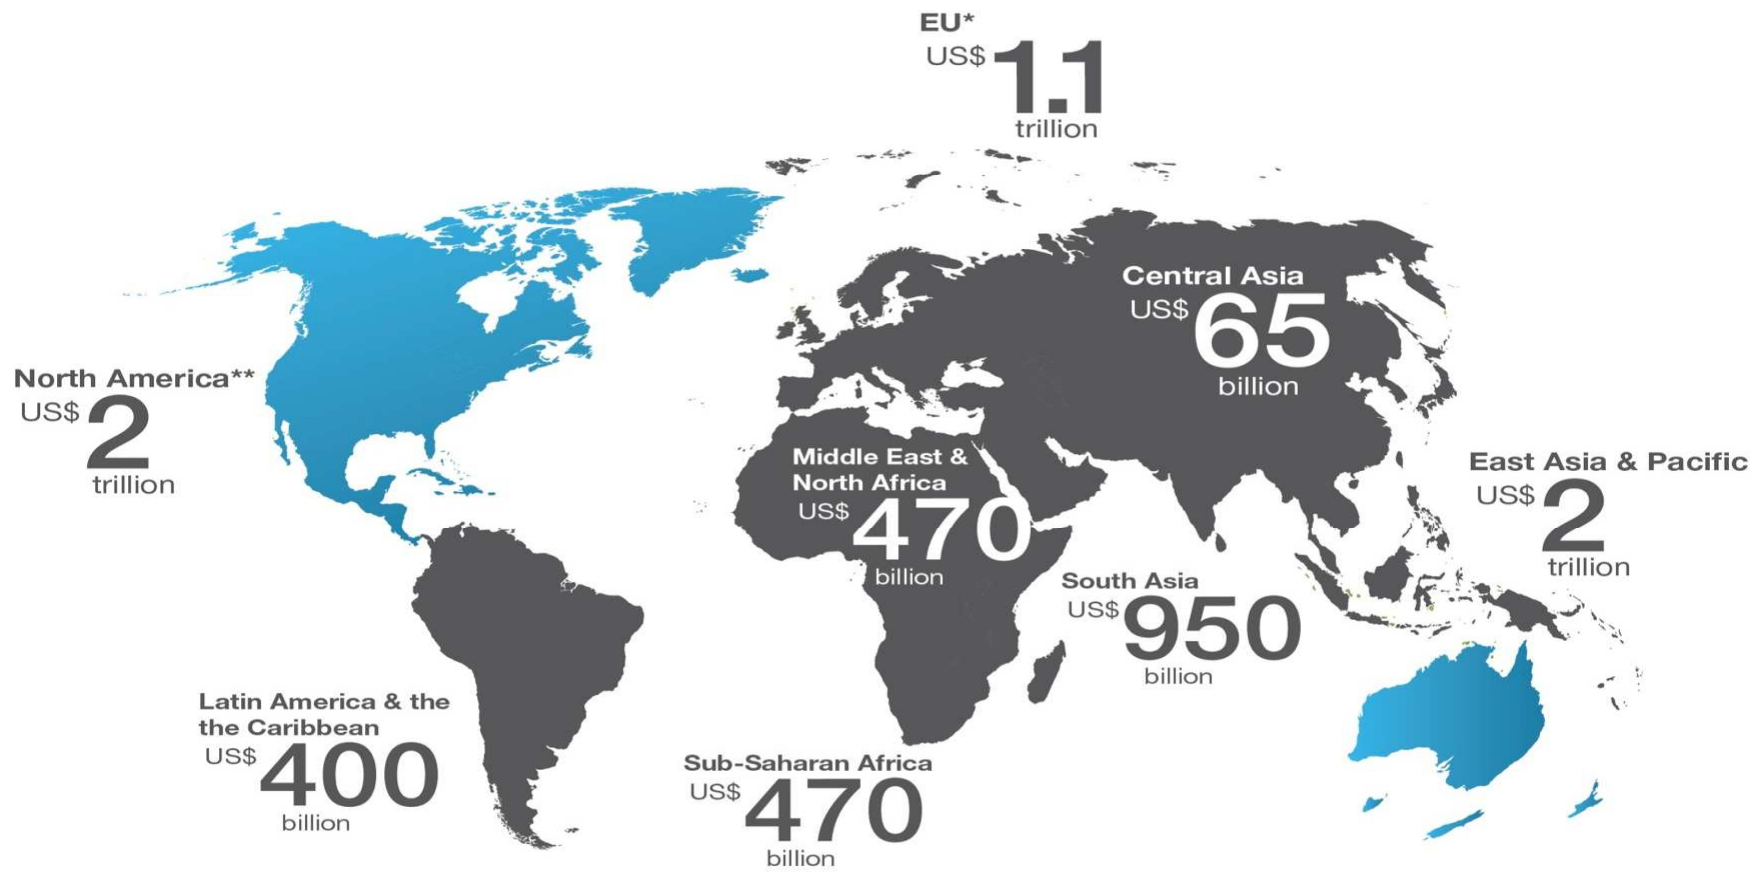 EU*
US$ 1.1
trillion
Central Asia
US$ 65
billion
North America**
US$ 2
trillion
Middle East &
North Africa
US$ 470
billion
East Asia & Pacific
US$ 2
trillion
South Asia
US$ 950
billion
Latin America & the
the Caribbean
US$ 400
billion
Sub-Saharan Africa
US$ 470
billion